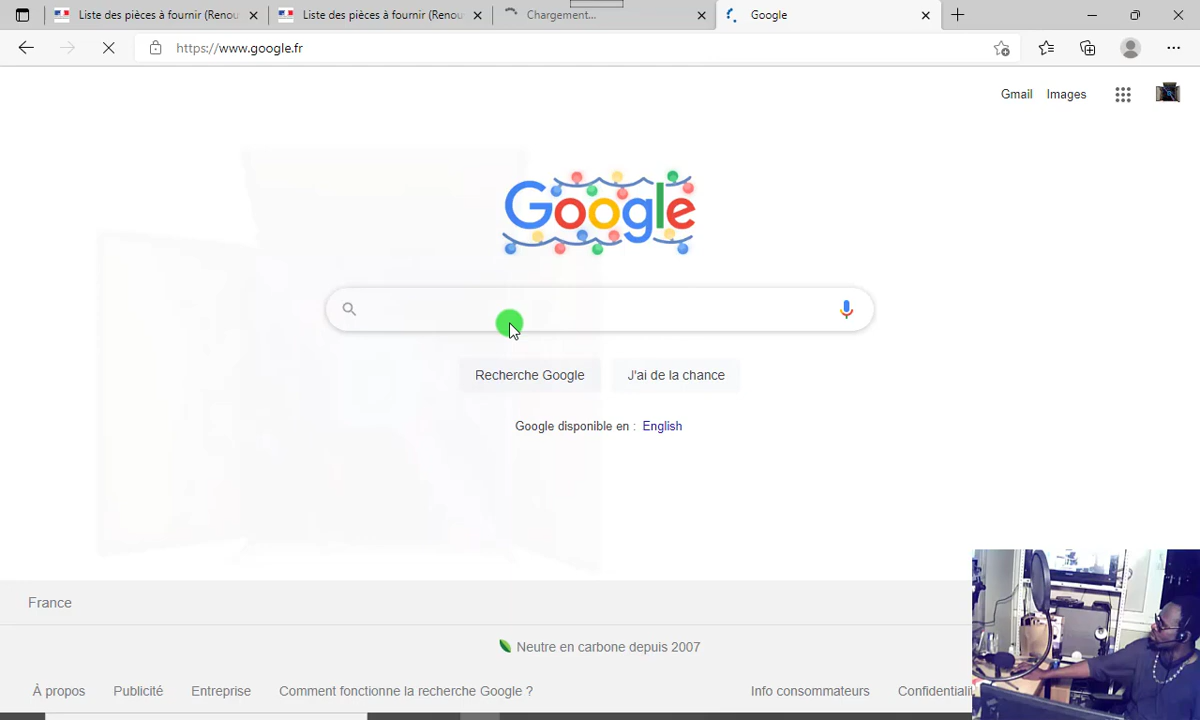 Liste des pièces à fournir (Renou
Liste des pièces à fournir (Renou
Chargement...
Google
https://www.google.fr
Gmail
Images
Google
Recherche Google
J'ai de la chance
Google disponible en : English
France
Neutre en carbone depuis 2007
À propos
Publicité
Entreprise
Comment fonctionne la recherche Google ?
Info consommateurs
Confidentiali